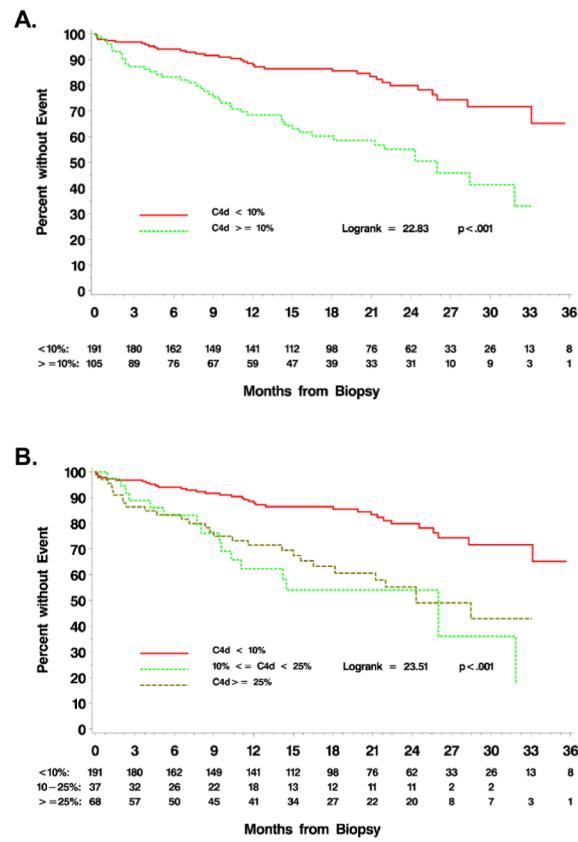 A.
Percent without Event
100
90
80
70
60
50
40
30
20
10
0
C4d < 10%
C4d >= 10%
Logrank = 22.83 p<.001
0 3 6 9 12 15 18 21 24 27 30 33 36
<10%: 191 180 162 149 141 112 98 76 62 33 26 13 8
>=10%: 105 89 76 67 59 47 39 33 31 10 9 3 1
Months from Biopsy
B.
Percent without Event
100
90
80
70
60
50
40
30
20
10
0
C4d < 10%
10% <= C4d < 25%
C4d>= 25%
Logrank = 23.51 p<.001
0 3 6 9 12 15 18 21 24 27 30 33 36
<10%: 191 180 162 149 141 112 98 76 62 33 26 13 8
10-25%: 37 32 26 22 18 13 12 11 11 2 2
>=25%: 68 57 50 45 41 34 27 22 20 8 7 3 1
Months from Biopsy